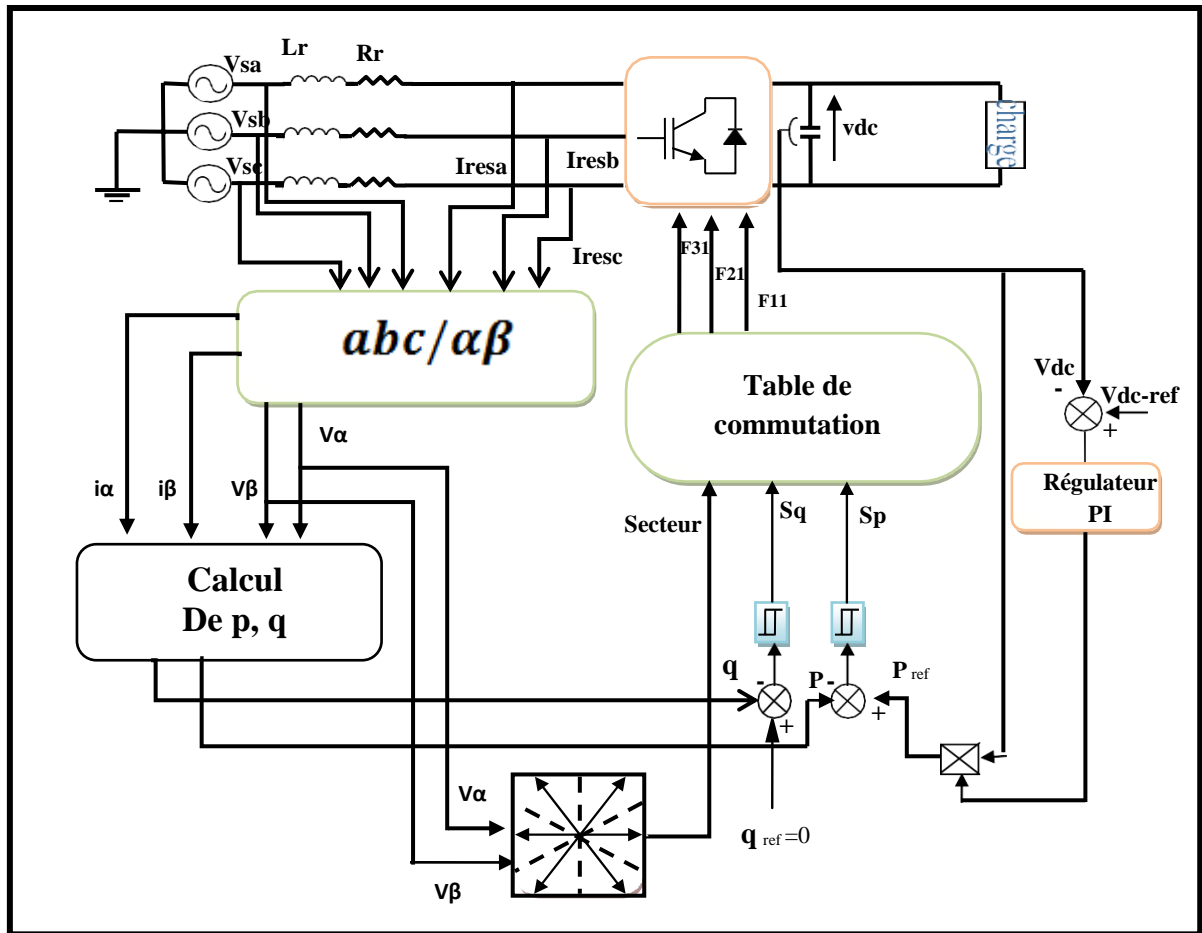 Lr
Rr
Vsa
Vsb
Vsc
Iresa
Iresb
Iresc
vdc
charge
F31
F21
F11
abc/αβ
Table de
commutation
Vdc
-
Vdc-ref
+
Régulateur
PI
Vα
iα
iβ
Vβ
Secteur
Sq
Sp
Calcul
De p, q
q
-
+
P
-
P ref
+
Vα
Vβ
q ref =0